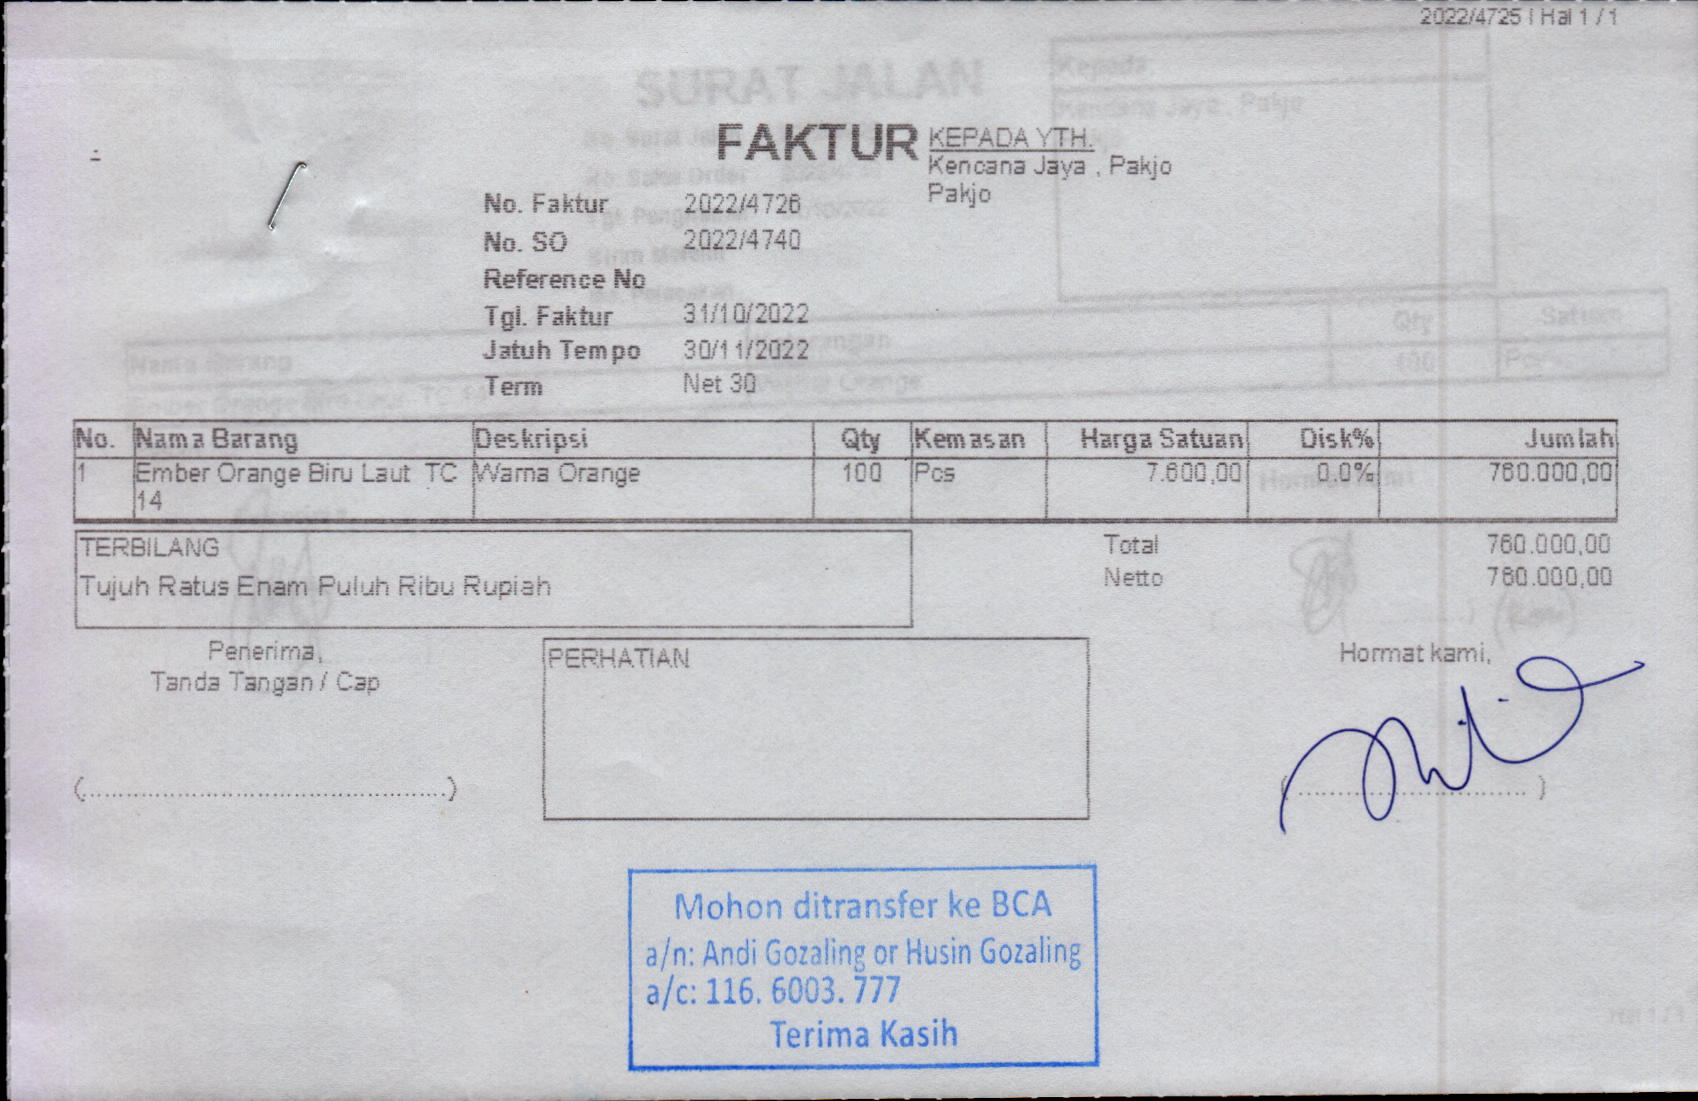 2022/4725 | Hal 1 / 1
SURAT JALAN
FAKTUR
KEPADA YTH.
Kencana Jaya , Pakjo
Pakjo
No. Faktur 2022/4726
No. SO 2022/4740
Reference No
Tgl. Faktur 31/10/2022
Jatuh Tempo 30/11/2022
Term Net 30
No. Nama Barang Deskripsi Qty Kemasan Harga Satuan Disk% Jumlah
1 Ember Orange Biru Laut TC 14 Warna Orange 100 Pcs 7.600,00 0.0% 760.000,00
TERBILANG
Tujuh Ratus Enam Puluh Ribu Rupiah
Total 760.000,00
Netto 760.000,00
Penerima,
Tanda Tangan / Cap
PERHATIAN
Hormat kami,
Mohon ditransfer ke BCA
a/n: Andi Gozaling or Husin Gozaling
a/c: 116. 6003. 777
Terima Kasih